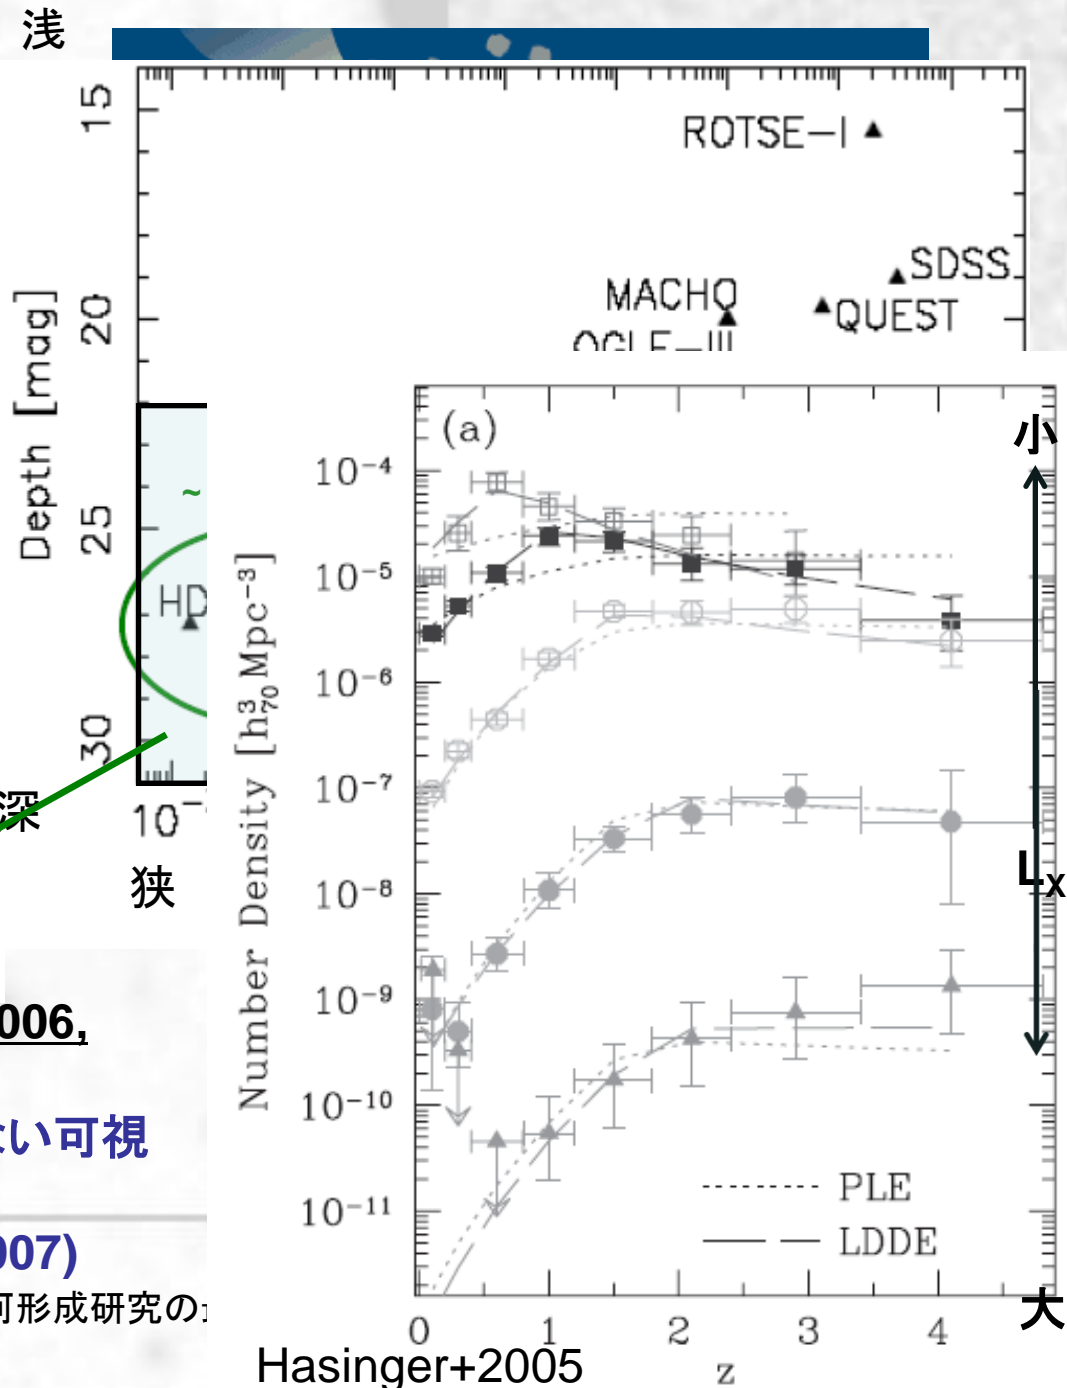 浅
15
ROTSE-I
SDSS
MACHO
QUEST
20
OGLE-III
Depth [mag]
25
~
HD
30
深
10
狭
(a)
小
10-4
10-5
10-6
10-7
10-8
10-9
10-10
10-11
Number Density [h370 Mpc-3]
LX
PLE
LDDE
大
0 1 2 3 4
z
Hasinger+2005
006,
い可視
007)
形成研究の